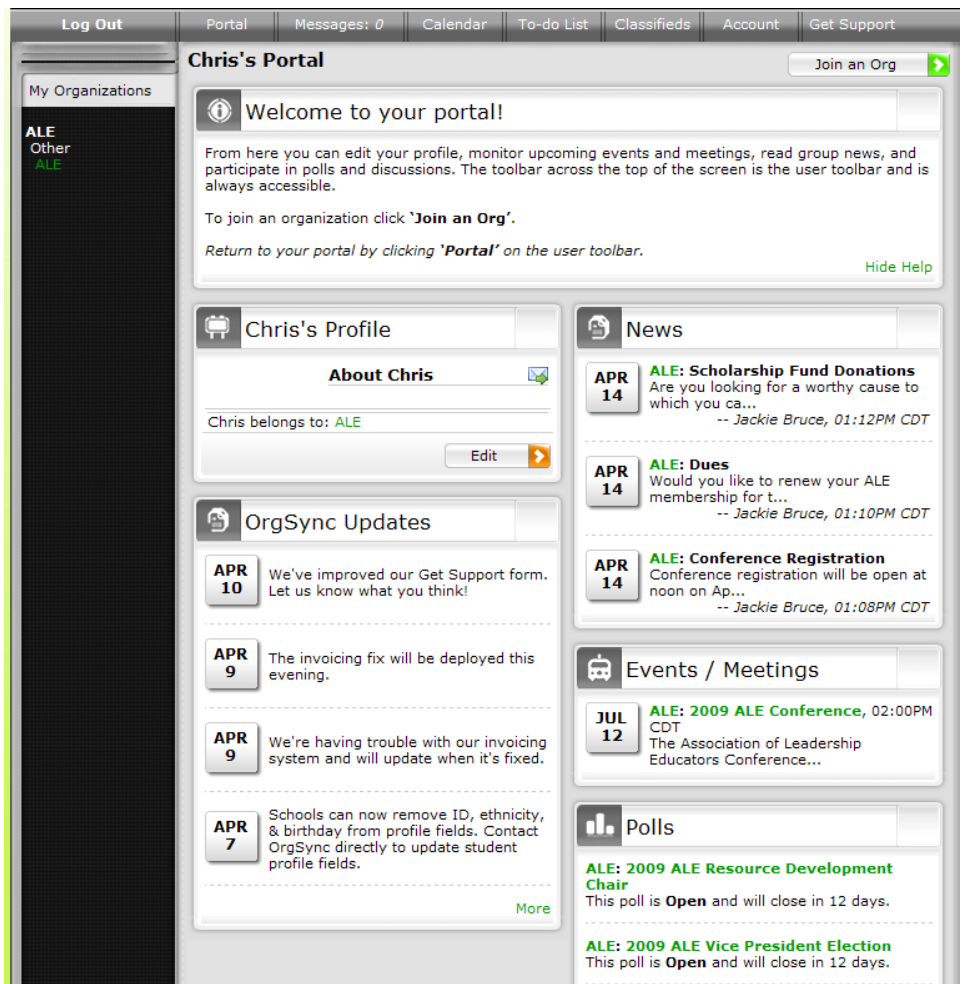 Log Out
Portal
Messages: 0
Calendar
To-do List
Classifieds
Account
Get Support
My Organizations
ALE
Other
ALE
Chris's Portal
Join an Org
Welcome to your portal!
From here you can edit your profile, monitor upcoming events and meetings, read group news, and
participate in polls and discussions. The toolbar across the top of the screen is the user toolbar and is
always accessible.
To join an organization click ‘Join an Org’.
Return to your portal by clicking ‘Portal’ on the user toolbar.
Hide Help
Chris's Profile
About Chris
Chris belongs to: ALE
Edit
OrgSync Updates
APR
10
We've improved our Get Support form.
Let us know what you think!
APR
9
The invoicing fix will be deployed this
evening.
APR
9
We're having trouble with our invoicing
system and will update when it's fixed.
APR
7
Schools can now remove ID, ethnicity,
& birthday from profile fields. Contact
OrgSync directly to update student
profile fields.
More
News
APR
14
ALE: Scholarship Fund Donations
Are you looking for a worthy cause to
which you ca...
-- Jackie Bruce, 01:12PM CDT
APR
14
ALE: Dues
Would you like to renew your ALE
membership for t...
-- Jackie Bruce, 01:10PM CDT
APR
14
ALE: Conference Registration
Conference registration will be open at
noon on Ap...
-- Jackie Bruce, 01:08PM CDT
Events / Meetings
JUL
12
ALE: 2009 ALE Conference, 02:00PM
CDT
The Association of Leadership
Educators Conference...
Polls
ALE: 2009 ALE Resource Development
Chair
This poll is Open and will close in 12 days.
ALE: 2009 ALE Vice President Election
This poll is Open and will close in 12 days.